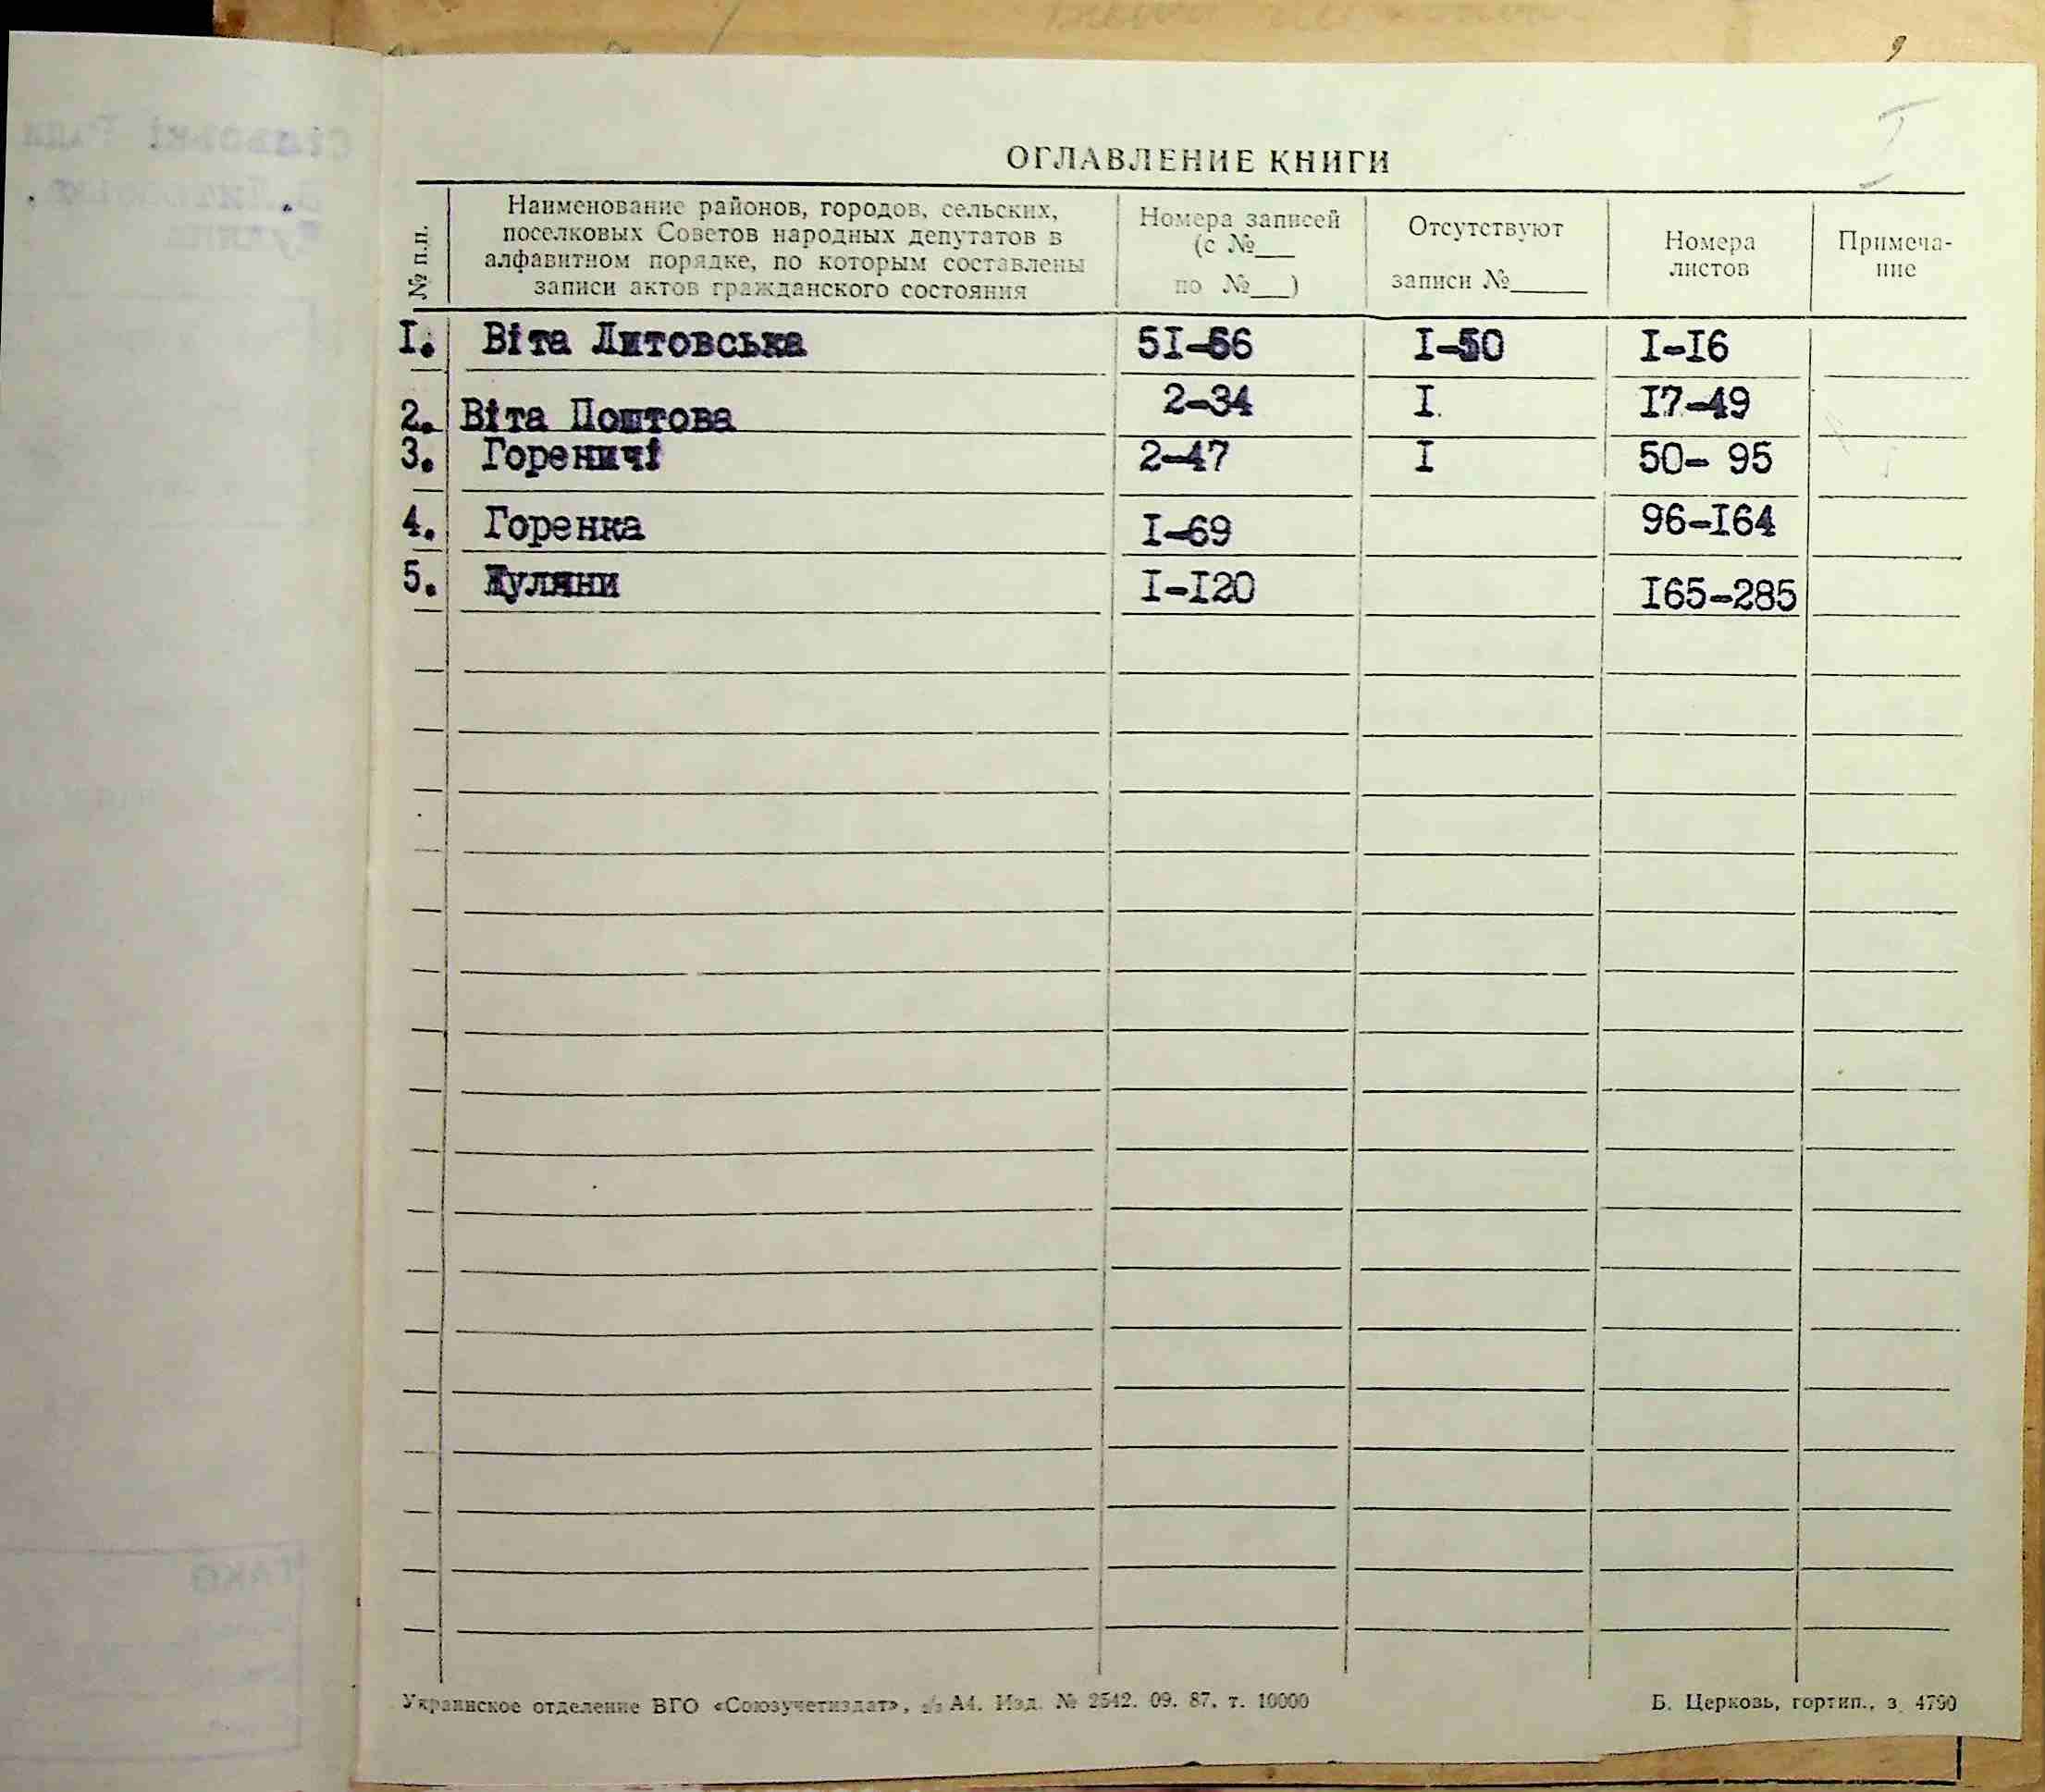 I
ОГЛАВЛЕНИЕ КНИГИ
№ п.п.
Наименование районов, городов, сельских,
поселковых Советов народных депутатов в
алфавитном порядке, по которым составлены
записи актов гражданского состояния
Номера записей
(с №___
по №___)
Отсутствуют
записи №_____
Номера
листов
Примеча-
ние
I. Віта Литовська 5I-66 I-50 I-I6
2. Віта Поштова 2-34 I I7-49
3. Гореничі 2-47 I 50- 95
4. Горенка I-69 96-I64
5. Жуляни I-I20 I65-285
Украинское отделение ВГО «Союзучетиздат», А4. Изд. № 2542. 09. 87. т. 10000
Б. Церковь, гортип., з. 4790